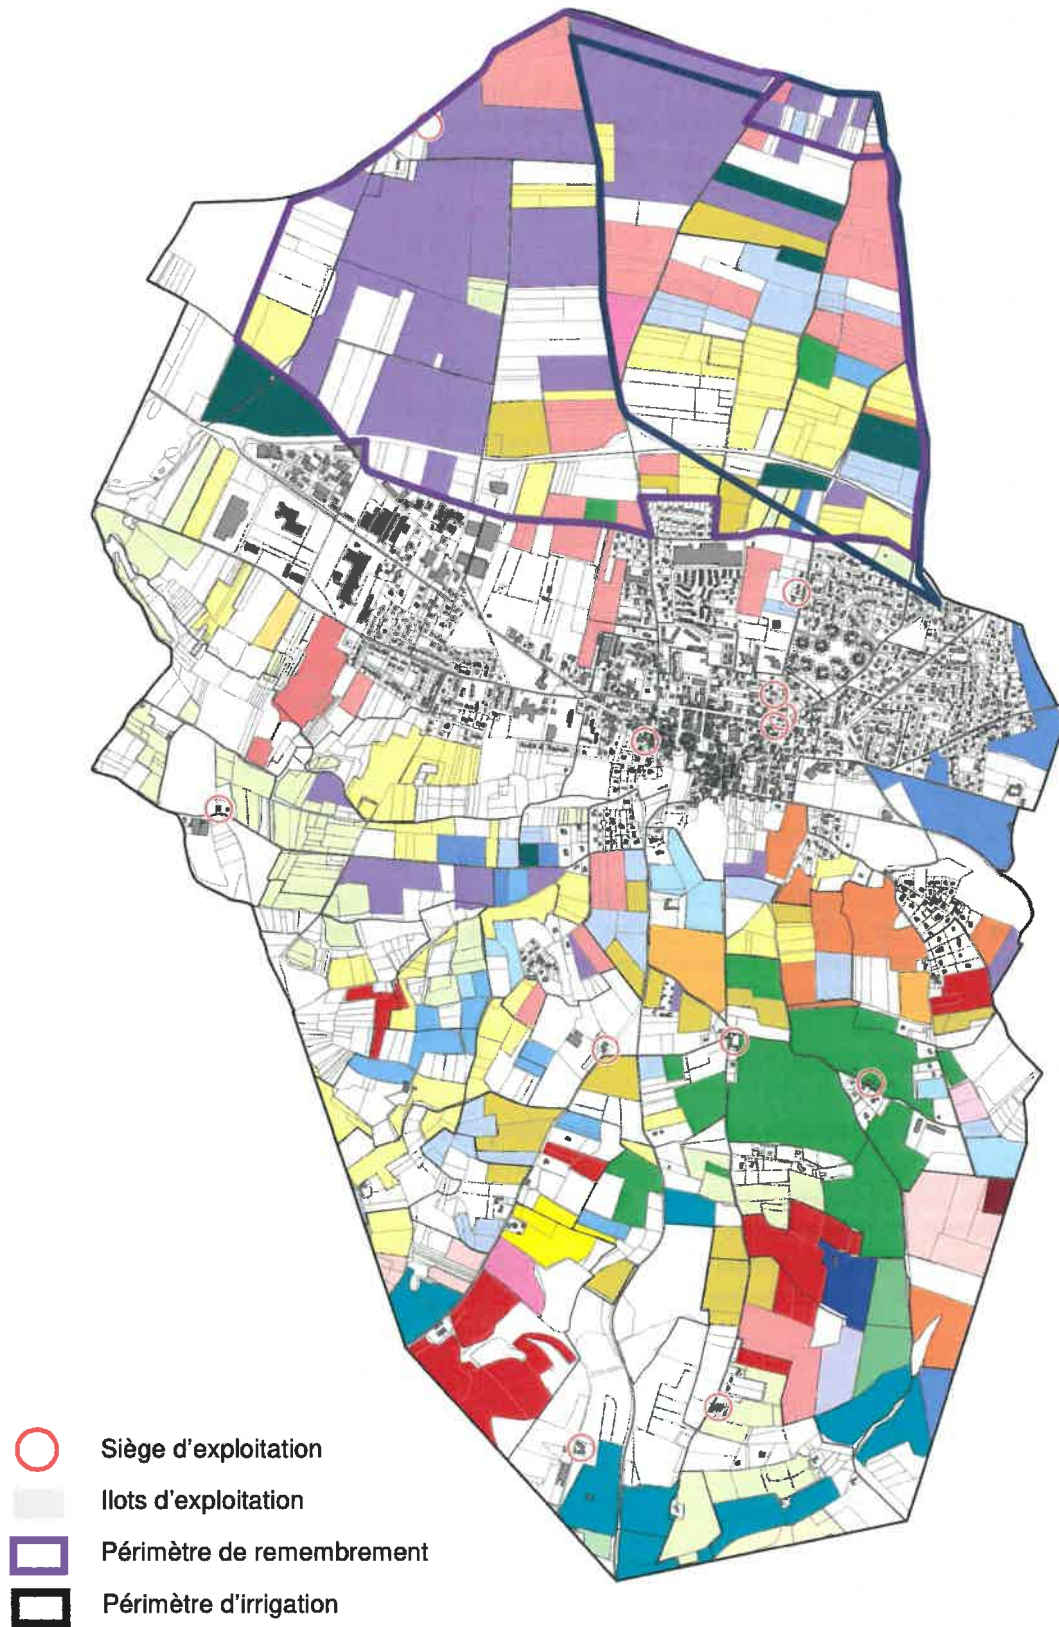 Siège d'exploitation
Ilots d'exploitation
Périmètre de remembrement
Périmètre d'irrigation